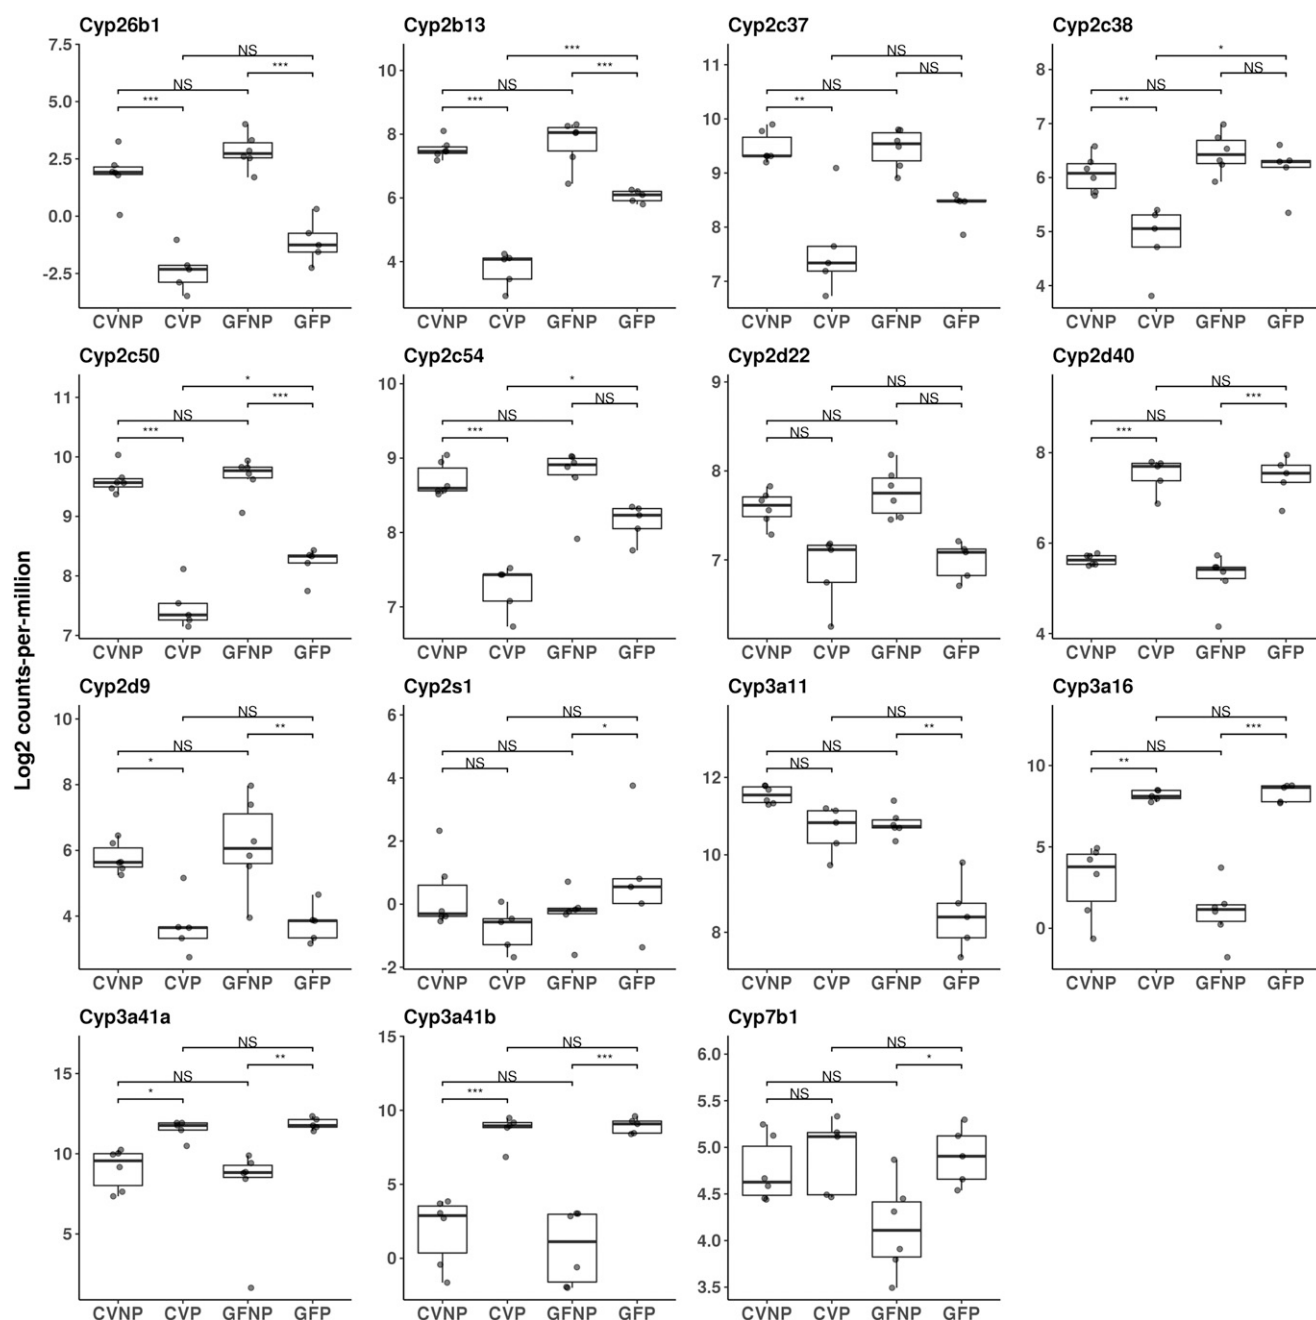 Cyp26b1 Cyp2b13 Cyp2c37 Cyp2c38
7.5
5.0
2.5
0.0
-2.5
NS
***
NS
***
CVNP CVP GFNP GFP
10
8
6
4
***
***
NS
***
CVNP CVP GFNP GFP
11
10
9
8
7
NS
NS
NS
**
CVNP CVP GFNP GFP
8
7
6
5
4
*
NS
NS
**
CVNP CVP GFNP GFP
Log2 counts-per-million
Cyp2c50 Cyp2c54 Cyp2d22 Cyp2d40
11
10
9
8
7
*
***
NS
***
CVNP CVP GFNP GFP
10
9
8
7
*
NS
NS
***
CVNP CVP GFNP GFP
9
8
7
NS
NS
NS
NS
CVNP CVP GFNP GFP
8
6
4
NS
***
NS
***
CVNP CVP GFNP GFP
Cyp2d9 Cyp2s1 Cyp3a11 Cyp3a16
10
8
6
4
NS
**
NS
*
CVNP CVP GFNP GFP
6
4
2
0
-2
NS
*
NS
NS
CVNP CVP GFNP GFP
12
10
8
NS
**
NS
NS
CVNP CVP GFNP GFP
10
5
0
NS
***
NS
**
CVNP CVP GFNP GFP
Cyp3a41a Cyp3a41b Cyp7b1
15
10
5
NS
**
NS
*
CVNP CVP GFNP GFP
15
10
5
0
NS
***
NS
***
CVNP CVP GFNP GFP
6.0
5.5
5.0
4.5
4.0
3.5
NS
*
NS
NS
CVNP CVP GFNP GFP